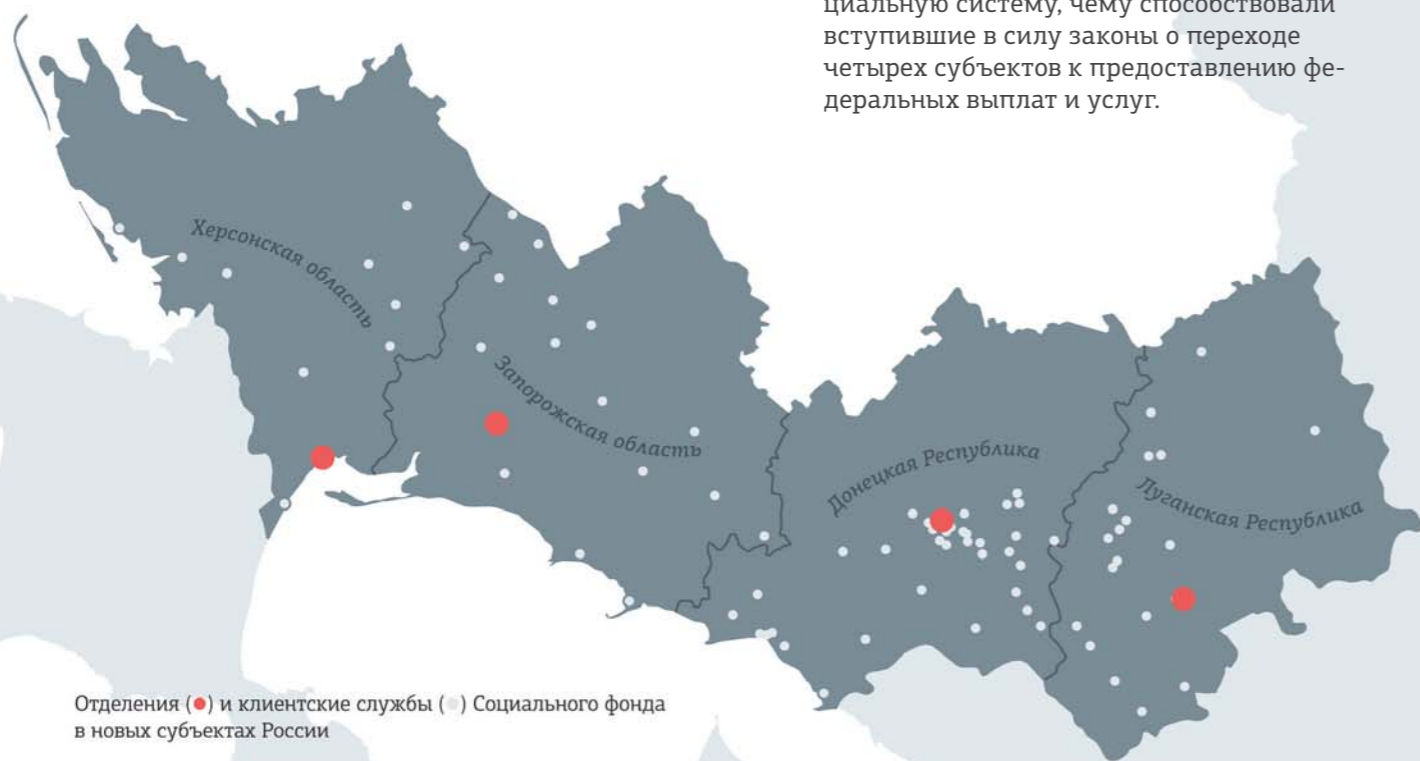 циальную систему, чему способствовали
вступившие в силу законы о переходе
четырех субъектов к предоставлению фе-
деральных выплат и услуг.
Херсонская область
Запорожская область
Донецкая Республика
Луганская Республика
Отделения (●) и клиентские службы (●) Социального фонда
в новых субъектах России